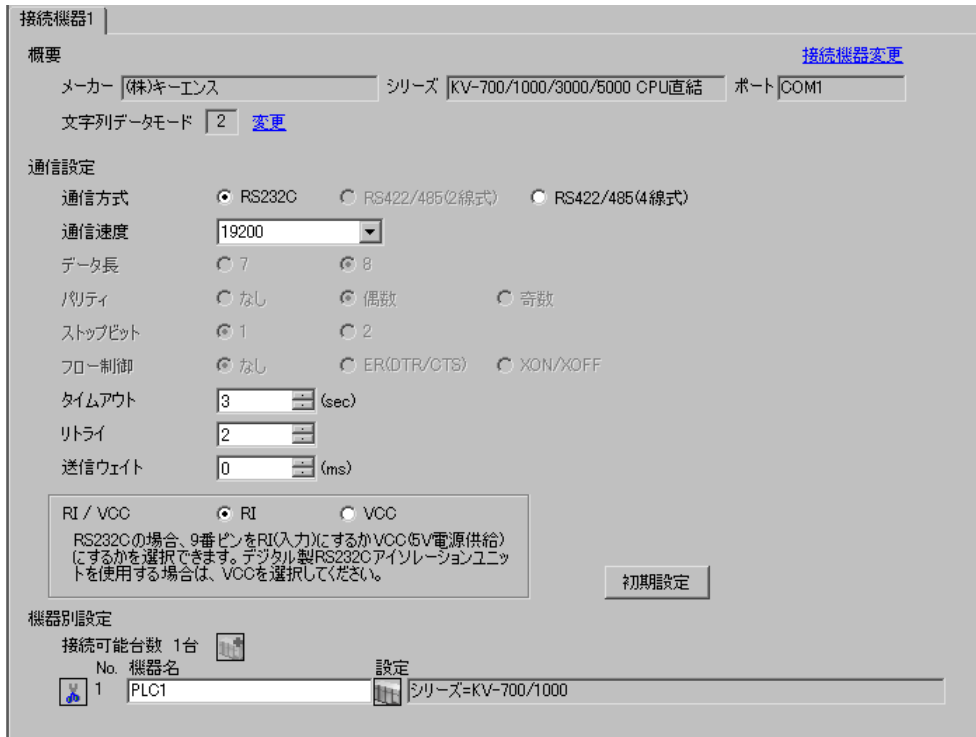 接続機器1
概要 接続機器変更
メーカー (株)キーエンス シリーズ KV-700/1000/3000/5000 CPU直結 ポート COM1
文字列データモード 2 変更
通信設定
通信方式 RS232C RS422/485(2線式) RS422/485(4線式)
通信速度 19200
データ長 7 8
パリティ なし 偶数 奇数
ストップビット 1 2
フロー制御 なし ER(DTR/CTS) XON/XOFF
タイムアウト 3 (sec)
リトライ 2
送信ウェイト 0 (ms)
RI / VCC RI VCC
RS232Cの場合、9番ピンをRI(入力)にするかVCC(5V電源供給)
にするかを選択できます。デジタル製RS232Cアイソレーションユニッ
トを使用する場合は、VCCを選択してください。
初期設定
機器別設定
接続可能台数 1台
No. 機器名 設定
1 PLC1 シリーズ=KV-700/1000